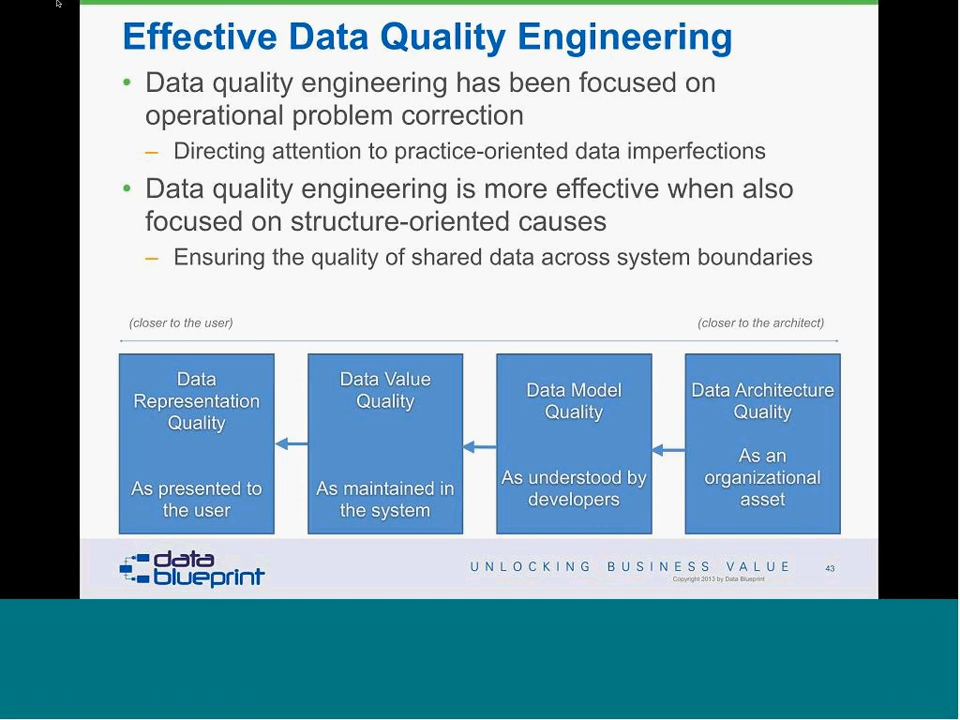 Effective Data Quality Engineering
• Data quality engineering has been focused on
operational problem correction
– Directing attention to practice-oriented data imperfections
• Data quality engineering is more effective when also
focused on structure-oriented causes
– Ensuring the quality of shared data across system boundaries
(closer to the user)
(closer to the architect)
Data
Representation
Quality
As presented to
the user
Data Value
Quality
As maintained in
the system
Data Model
Quality
As understood by
developers
Data Architecture
Quality
As an
organizational
asset
data
blueprint
UNLOCKING BUSINESS VALUE
43
Copyright 2013 by Data Blueprint